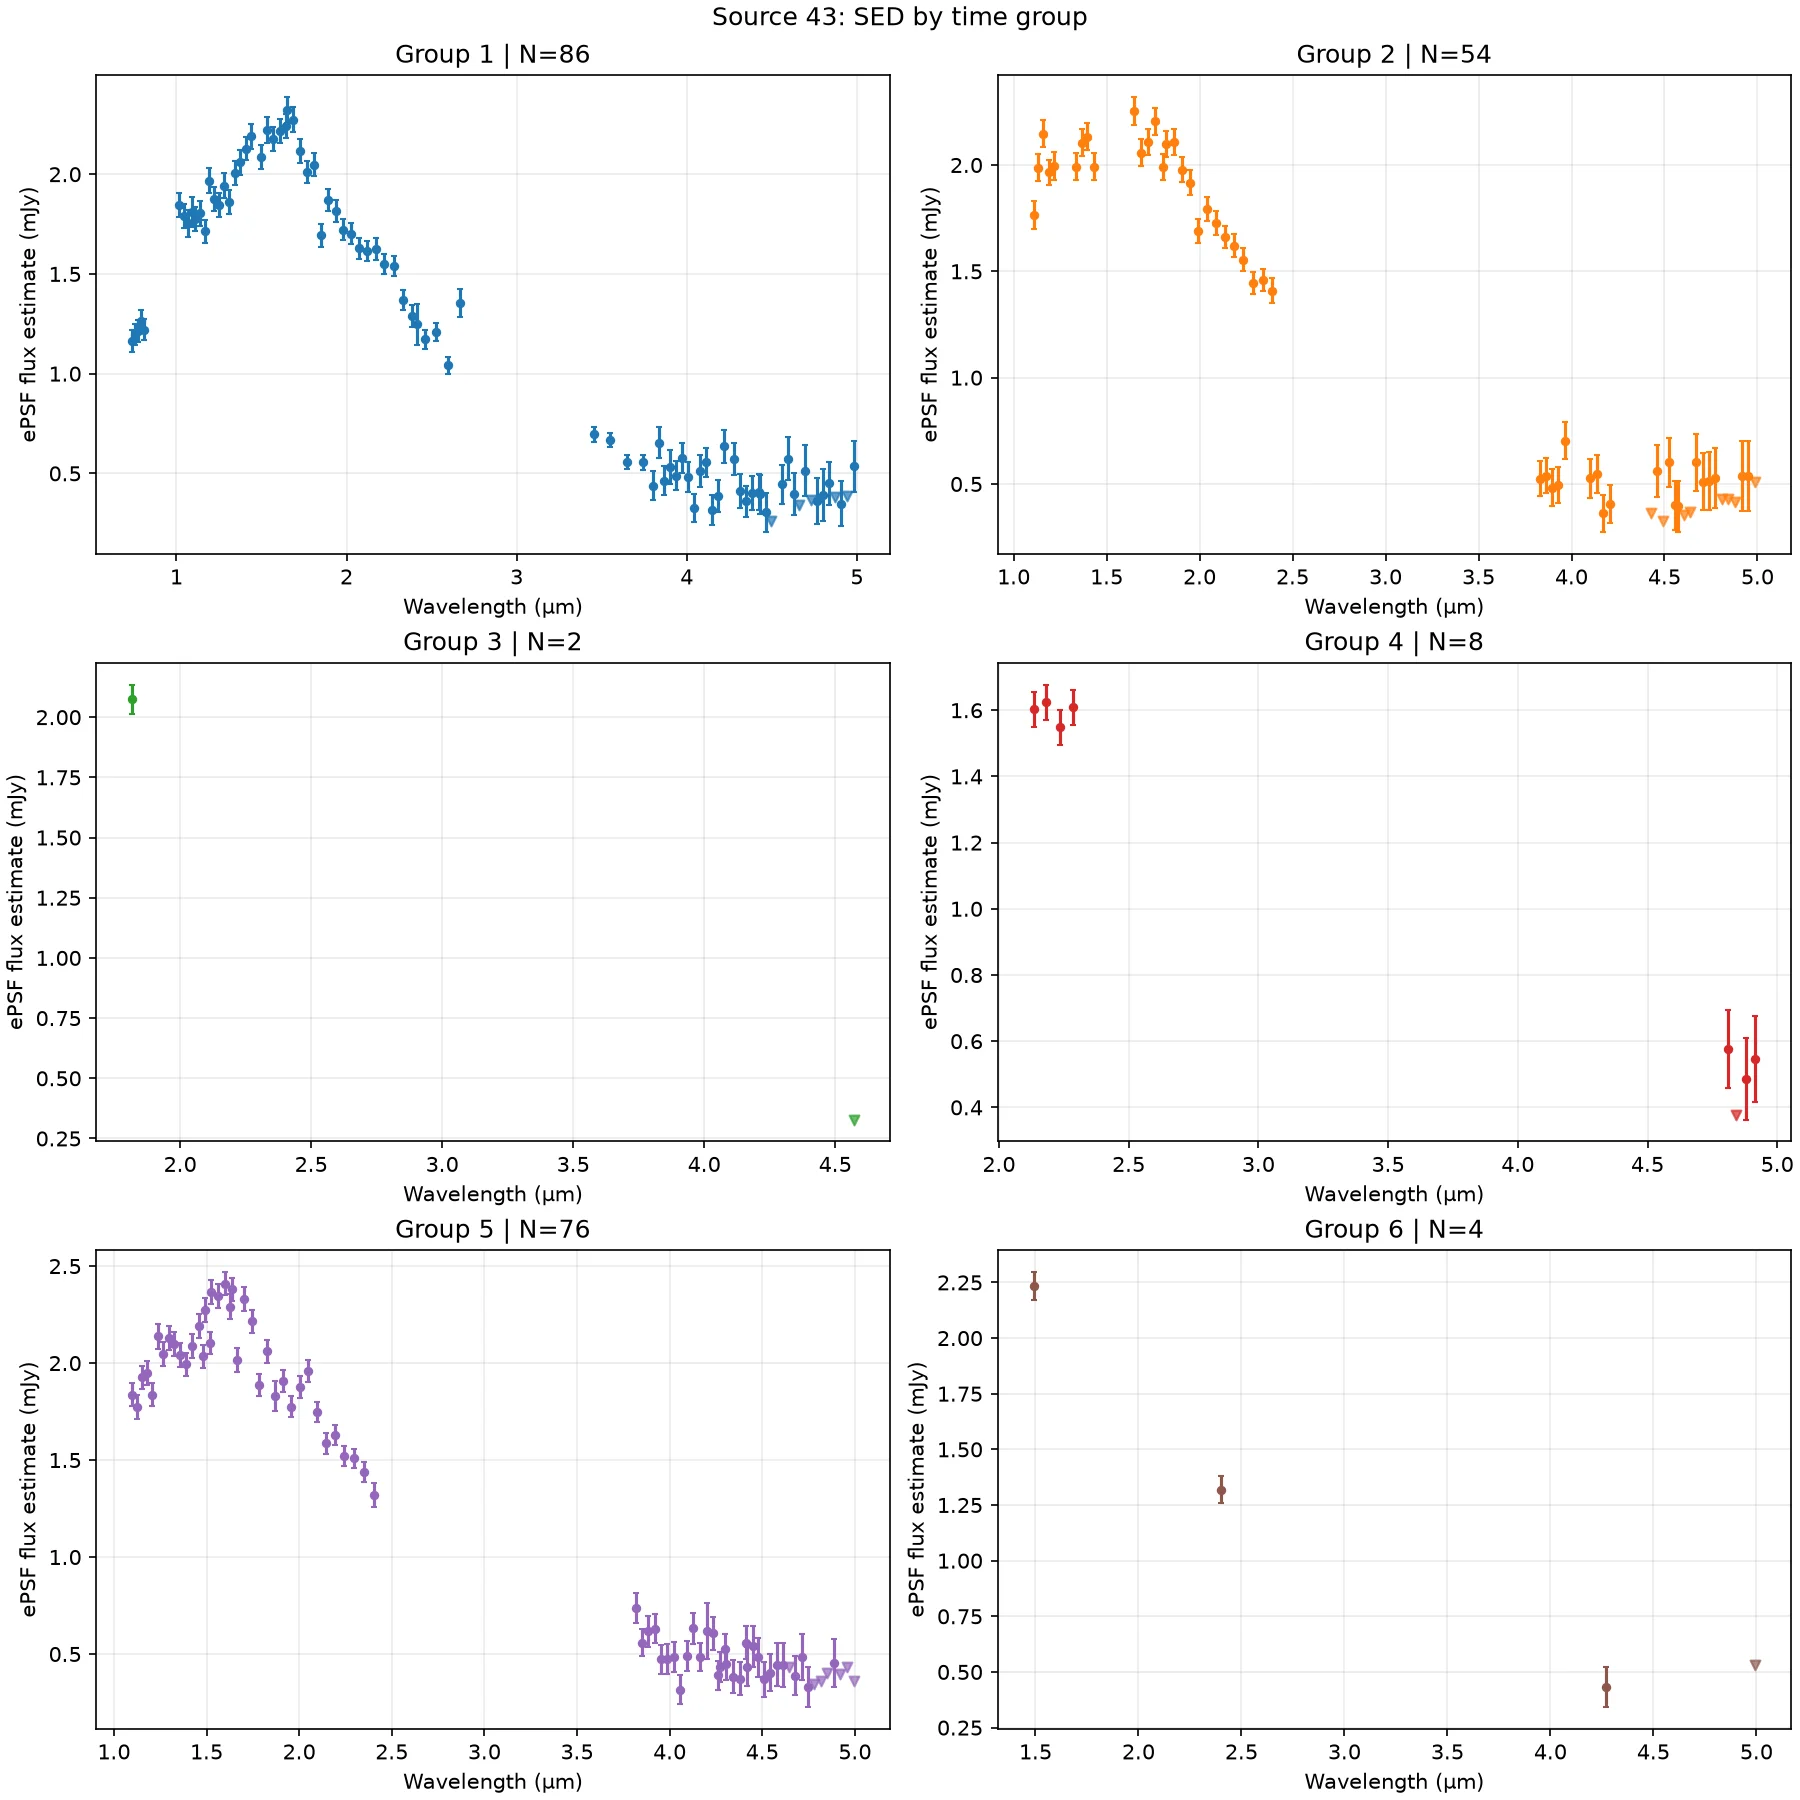 Source 43: SED by time group
Group 1 | N=86
ePSF flux estimate (mJy)
2.0
1.5
1.0
0.5
1 2 3 4 5
Wavelength (μm)
Group 2 | N=54
ePSF flux estimate (mJy)
2.0
1.5
1.0
0.5
1.0 1.5 2.0 2.5 3.0 3.5 4.0 4.5 5.0
Wavelength (μm)
Group 3 | N=2
ePSF flux estimate (mJy)
2.00
1.75
1.50
1.25
1.00
0.75
0.50
0.25
2.0 2.5 3.0 3.5 4.0 4.5
Wavelength (μm)
Group 4 | N=8
ePSF flux estimate (mJy)
1.6
1.4
1.2
1.0
0.8
0.6
0.4
2.0 2.5 3.0 3.5 4.0 4.5 5.0
Wavelength (μm)
Group 5 | N=76
ePSF flux estimate (mJy)
2.5
2.0
1.5
1.0
0.5
1.0 1.5 2.0 2.5 3.0 3.5 4.0 4.5 5.0
Wavelength (μm)
Group 6 | N=4
ePSF flux estimate (mJy)
2.25
2.00
1.75
1.50
1.25
1.00
0.75
0.50
0.25
1.5 2.0 2.5 3.0 3.5 4.0 4.5 5.0
Wavelength (μm)